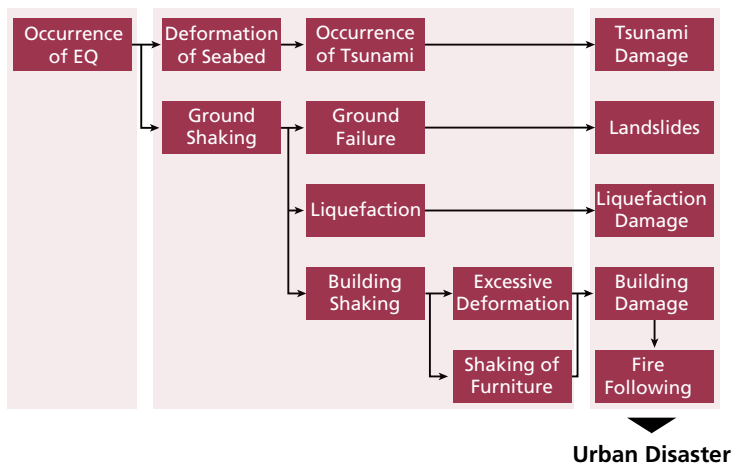 Occurrence
of EQ
Deformation
of Seabed
Occurrence
of Tsunami
Tsunami
Damage
Ground
Shaking
Ground
Failure
Landslides
Liquefaction
Liquefaction
Damage
Building
Shaking
Excessive
Deformation
Building
Damage
Shaking of
Furniture
Fire
Following
Urban Disaster